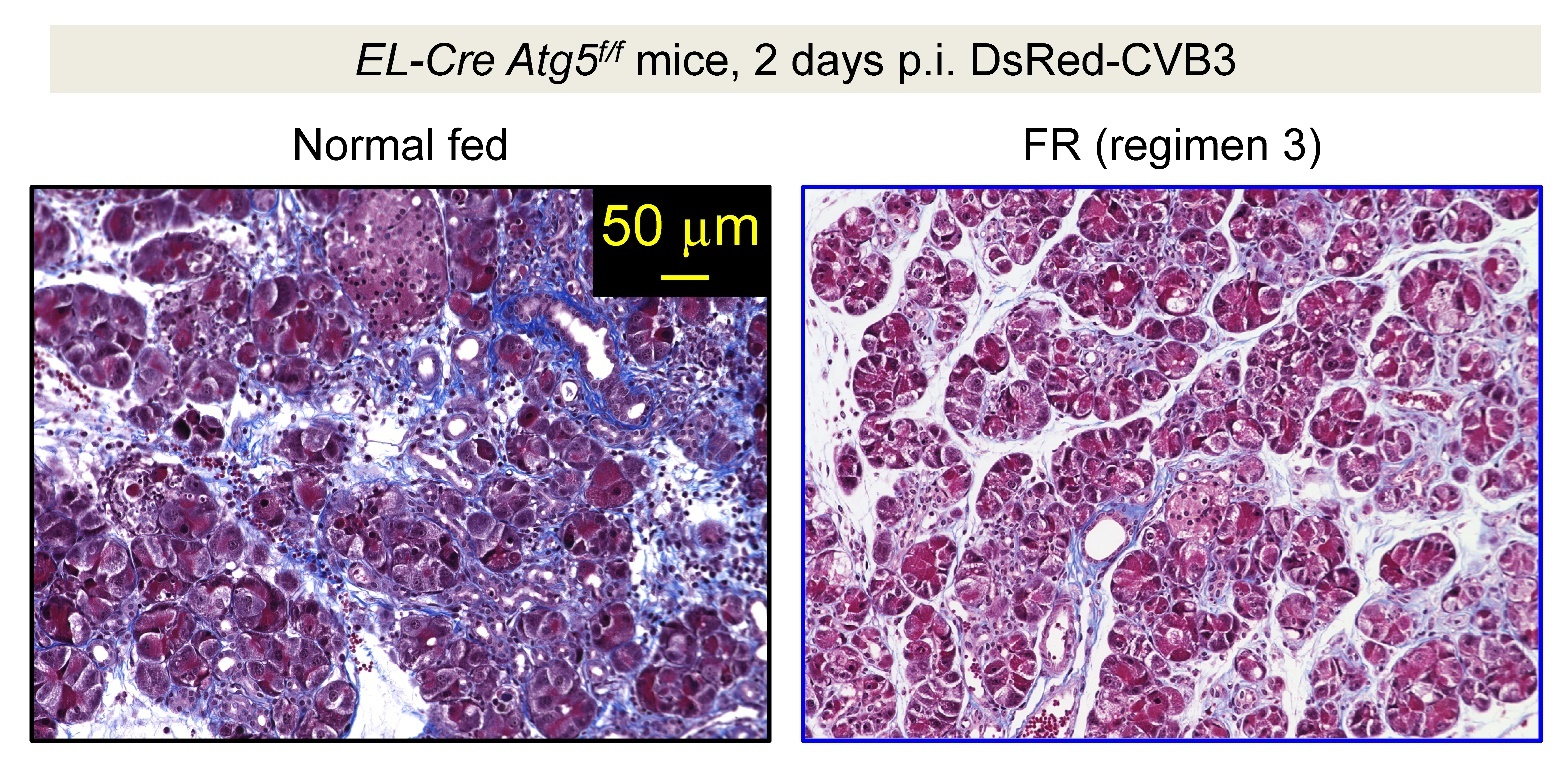 EL-Cre Atg5f/f mice, 2 days p.i. DsRed-CVB3
Normal fed
FR (regimen 3)
50 μm